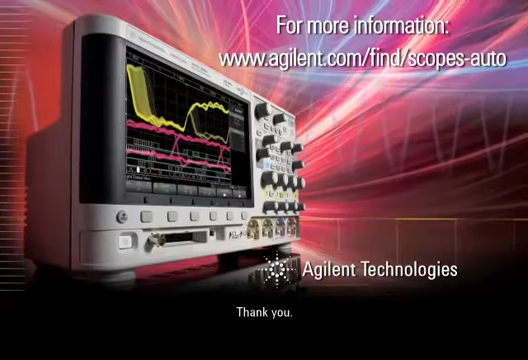 For more information:
www.agilent.com/find/scopes-auto
Agilent Technologies
Thank you.